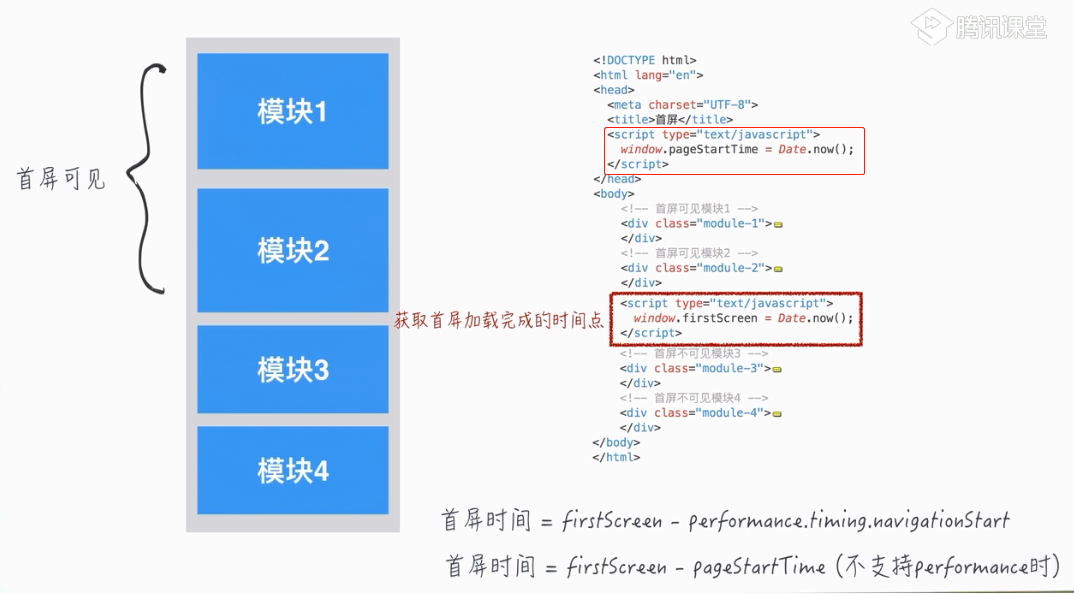 腾讯课堂
首屏可见
模块1
模块2
模块3
模块4
获取首屏加载完成的时间点
<!DOCTYPE html>
<html lang="en">
<head>
<meta charset="UTF-8">
<title>首屏</title>
<script type="text/javascript">
window.pageStartTime = Date.now();
</script>
</head>
<body>
<!-- 首屏可见模块1 -->
<div class="module-1">
</div>
<!-- 首屏可见模块2 -->
<div class="module-2">
</div>
<script type="text/javascript">
window.firstScreen = Date.now();
</script>
<!-- 首屏不可见模块3 -->
<div class="module-3">
</div>
<!-- 首屏不可见模块4 -->
<div class="module-4">
</div>
</body>
</html>
首屏时间 = firstScreen - performance.timing.navigationStart
首屏时间 = firstScreen - pageStartTime (不支持performance时)